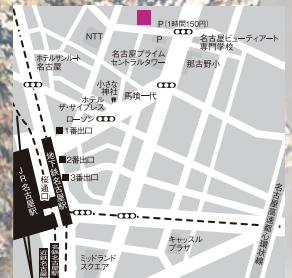 P(1時間150円)
NTT
P
名古屋ビューティアート
専門学校
ホテルサンルート
名古屋
名古屋プライム
セントラルタワー
那古野小
小さな
神社
馬喰一代
ホテル
ザ・サイプレス
ローソン
1番出口
2番出口
3番出口
地下鉄名古屋駅
桜通口
JR名古屋駅
名古屋高速都心環状線
キャッスル
プラザ
ミッドランド
スクエア